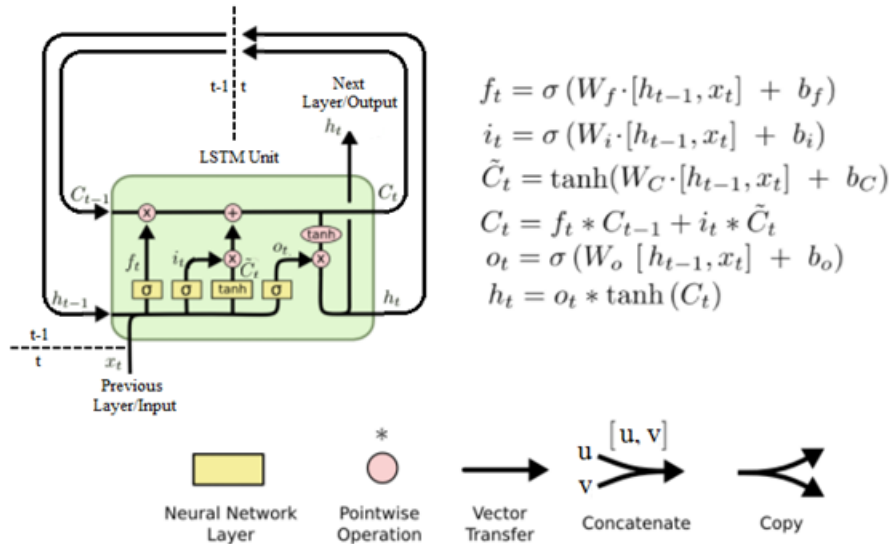 t-1 t
Next
Layer/Output
h_t
LSTM Unit
C_{t-1}
C_t
x
+
tanh
f_t
i_t
C̃_t
o_t
x
x
σ
σ
tanh
σ
h_{t-1}
h_t
t-1
t
x_t
Previous
Layer/Input
f_t = σ (W_f·[h_{t-1}, x_t] + b_f)
i_t = σ (W_i·[h_{t-1}, x_t] + b_i)
C̃_t = tanh(W_C·[h_{t-1}, x_t] + b_C)
C_t = f_t * C_{t-1} + i_t * C̃_t
o_t = σ (W_o [h_{t-1}, x_t] + b_o)
h_t = o_t * tanh (C_t)
*
[u, v]
u
v
Neural Network
Layer
Pointwise
Operation
Vector
Transfer
Concatenate
Copy